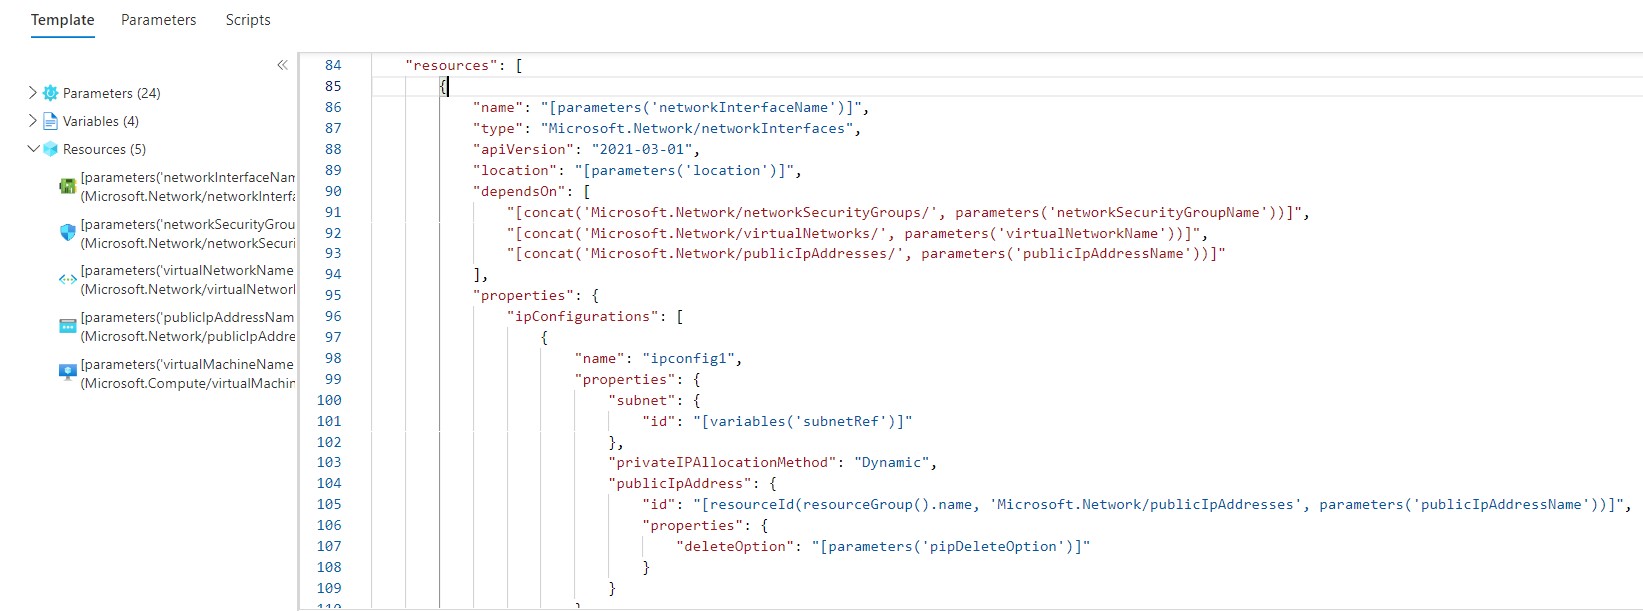 Template Parameters Scripts
«
Parameters (24)
Variables (4)
Resources (5)
[parameters('networkInterfaceNam
(Microsoft.Network/networkInterfa
[parameters('networkSecurityGrou
(Microsoft.Network/networkSecuri
[parameters('virtualNetworkName
(Microsoft.Network/virtualNetworl
[parameters('publicIpAddressNam
(Microsoft.Network/publicIpAddre
[parameters('virtualMachineName
(Microsoft.Compute/virtualMachin
84 "resources": [
85 {
86 "name": "[parameters('networkInterfaceName')]",
87 "type": "Microsoft.Network/networkInterfaces",
88 "apiVersion": "2021-03-01",
89 "location": "[parameters('location')]",
90 "dependsOn": [
91 "[concat('Microsoft.Network/networkSecurityGroups/', parameters('networkSecurityGroupName'))]",
92 "[concat('Microsoft.Network/virtualNetworks/', parameters('virtualNetworkName'))]",
93 "[concat('Microsoft.Network/publicIpAddresses/', parameters('publicIpAddressName'))]"
94 ],
95 "properties": {
96 "ipConfigurations": [
97 {
98 "name": "ipconfig1",
99 "properties": {
100 "subnet": {
101 "id": "[variables('subnetRef')]"
102 },
103 "privateIPAllocationMethod": "Dynamic",
104 "publicIpAddress": {
105 "id": "[resourceId(resourceGroup().name, 'Microsoft.Network/publicIpAddresses', parameters('publicIpAddressName'))]",
106 "properties": {
107 "deleteOption": "[parameters('pipDeleteOption')]"
108 }
109 }
110 }